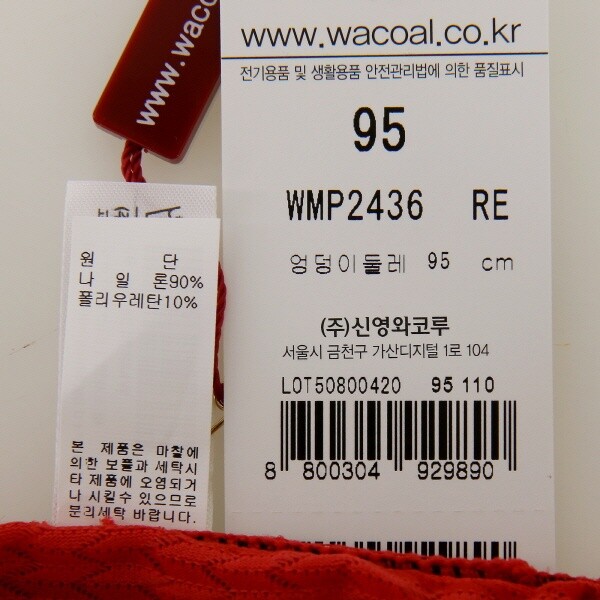 www.waco
www.wacoal.co.kr
전기용품 및 생활용품 안전관리법에 의한 품질표시
95
WMP2436 RE
엉덩이둘레 95 cm
(주)신영와코루
서울시 금천구 가산디지털 1로 104
LOT50800420 95 110
8 800304 929890
원 단
나 일 론90%
폴리우레탄10%
본 제품은 마찰에
의한 보풀과 세탁시
타 제품에 오염되거
나 시킬수 있으므로
분리세탁 바랍니다.